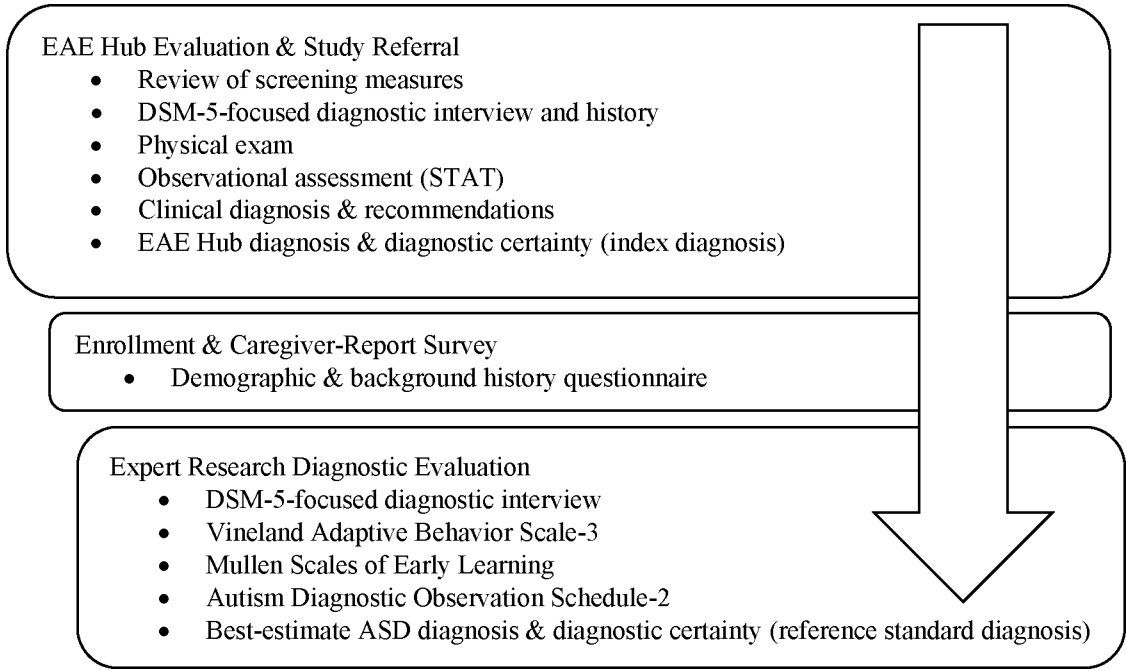 EAE Hub Evaluation & Study Referral
• Review of screening measures
• DSM-5-focused diagnostic interview and history
• Physical exam
• Observational assessment (STAT)
• Clinical diagnosis & recommendations
• EAE Hub diagnosis & diagnostic certainty (index diagnosis)
Enrollment & Caregiver-Report Survey
• Demographic & background history questionnaire
Expert Research Diagnostic Evaluation
• DSM-5-focused diagnostic interview
• Vineland Adaptive Behavior Scale-3
• Mullen Scales of Early Learning
• Autism Diagnostic Observation Schedule-2
• Best-estimate ASD diagnosis & diagnostic certainty (reference standard diagnosis)